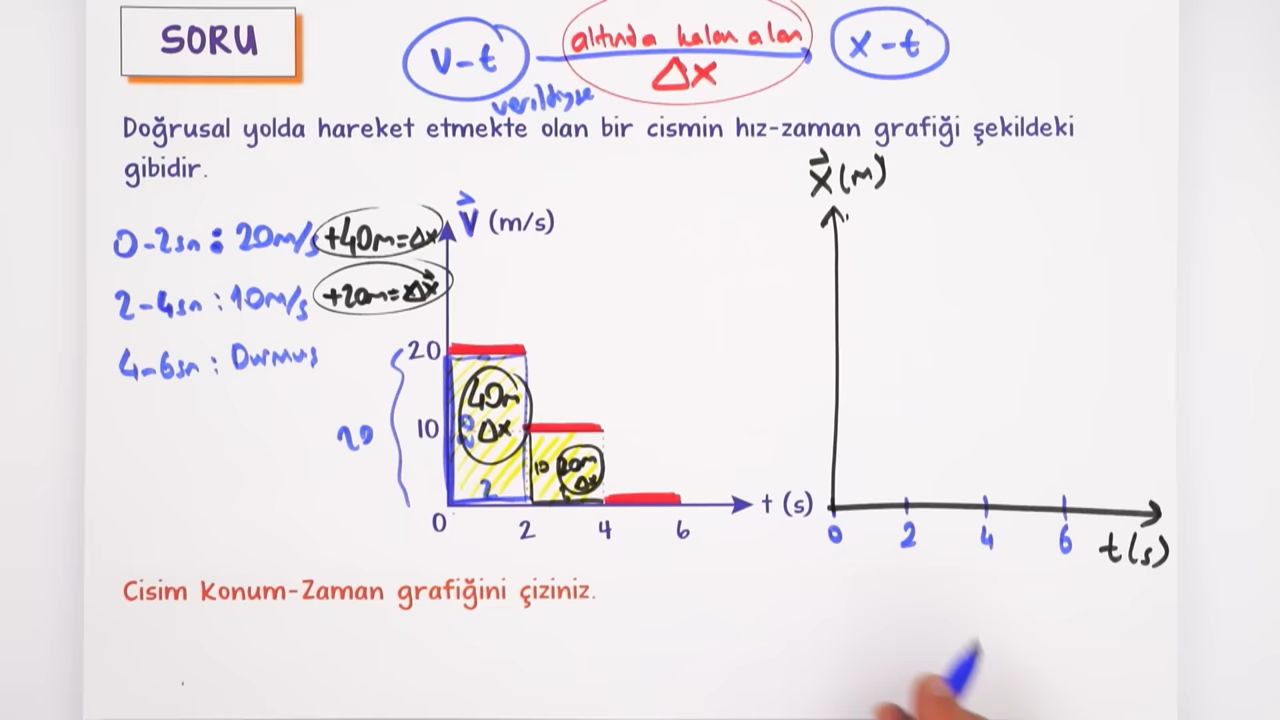 SORU
V-t
verildiyse
altında kalan alan
Δx
x-t
Doğrusal yolda hareket etmekte olan bir cismin hız-zaman grafiği şekildeki
gibidir.
0-2sn : 20m/s +40m=Δx
2-4sn : 10m/s +20m=Δx
4-6sn : Durmuş
V (m/s)
20
10
20
40m
Δx
2
10
20m
Δx
0
2
4
6
t (s)
X(m)
0
2
4
6
t(s)
Cisim Konum-Zaman grafiğini çiziniz.